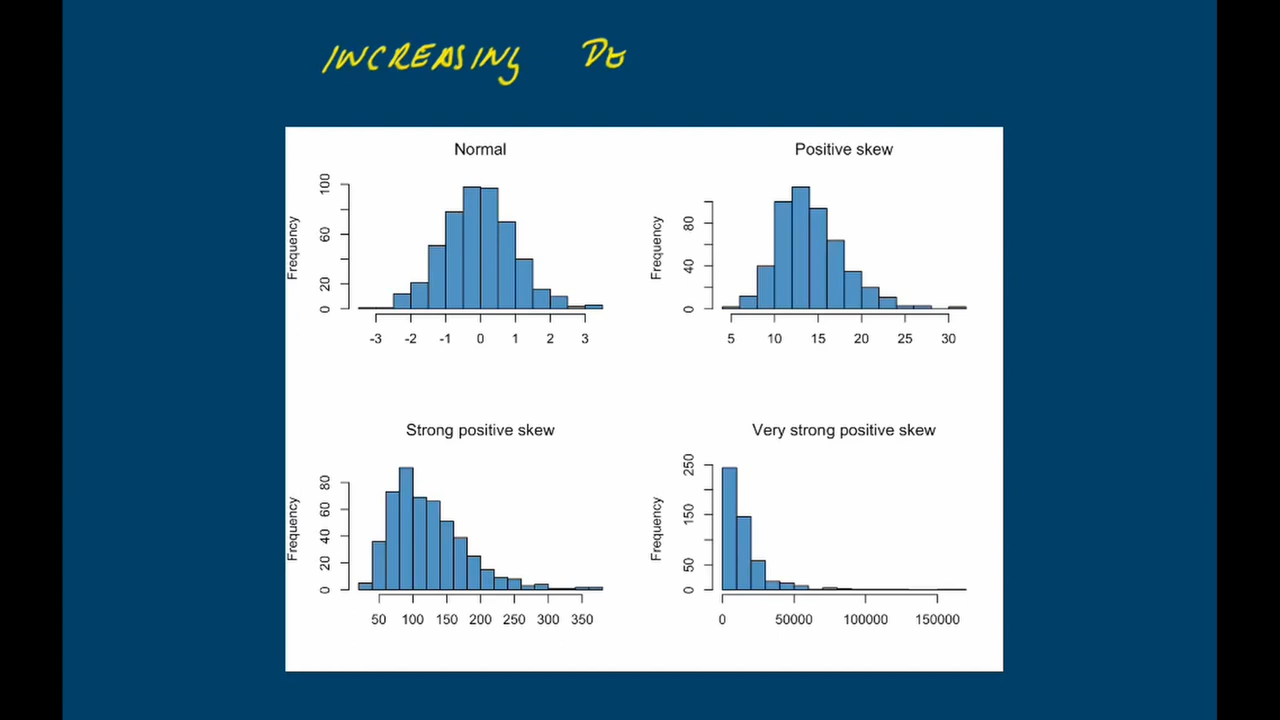 INCREASING DE
Normal
Frequency
100
60
20
0
-3 -2 -1 0 1 2 3
Positive skew
Frequency
80
40
0
5 10 15 20 25 30
Strong positive skew
Frequency
80
60
40
20
0
50 100 150 200 250 300 350
Very strong positive skew
Frequency
250
150
50
0
0 50000 100000 150000